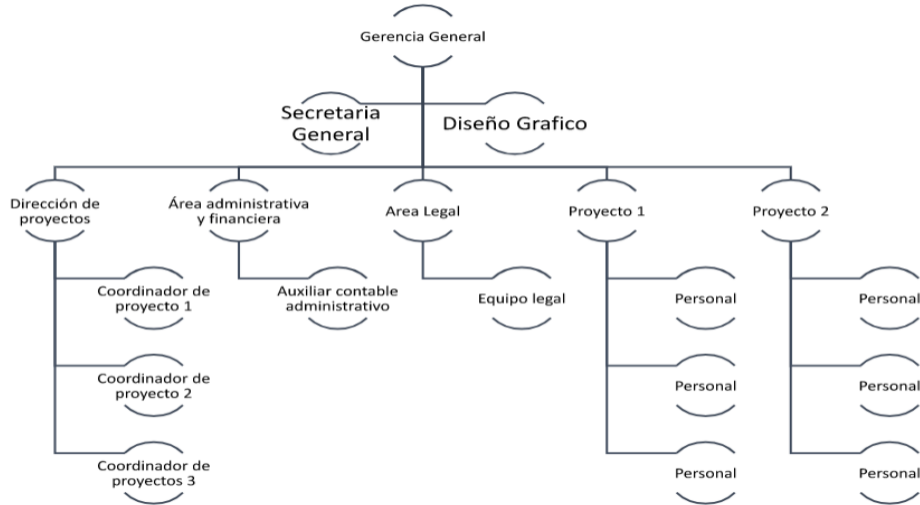 Gerencia General
Secretaria
General
Diseño Grafico
Dirección de
proyectos
Área administrativa
y financiera
Area Legal
Proyecto 1
Proyecto 2
Coordinador de
proyecto 1
Auxiliar contable
administrativo
Equipo legal
Personal
Personal
Coordinador de
proyecto 2
Personal
Personal
Coordinador de
proyectos 3
Personal
Personal